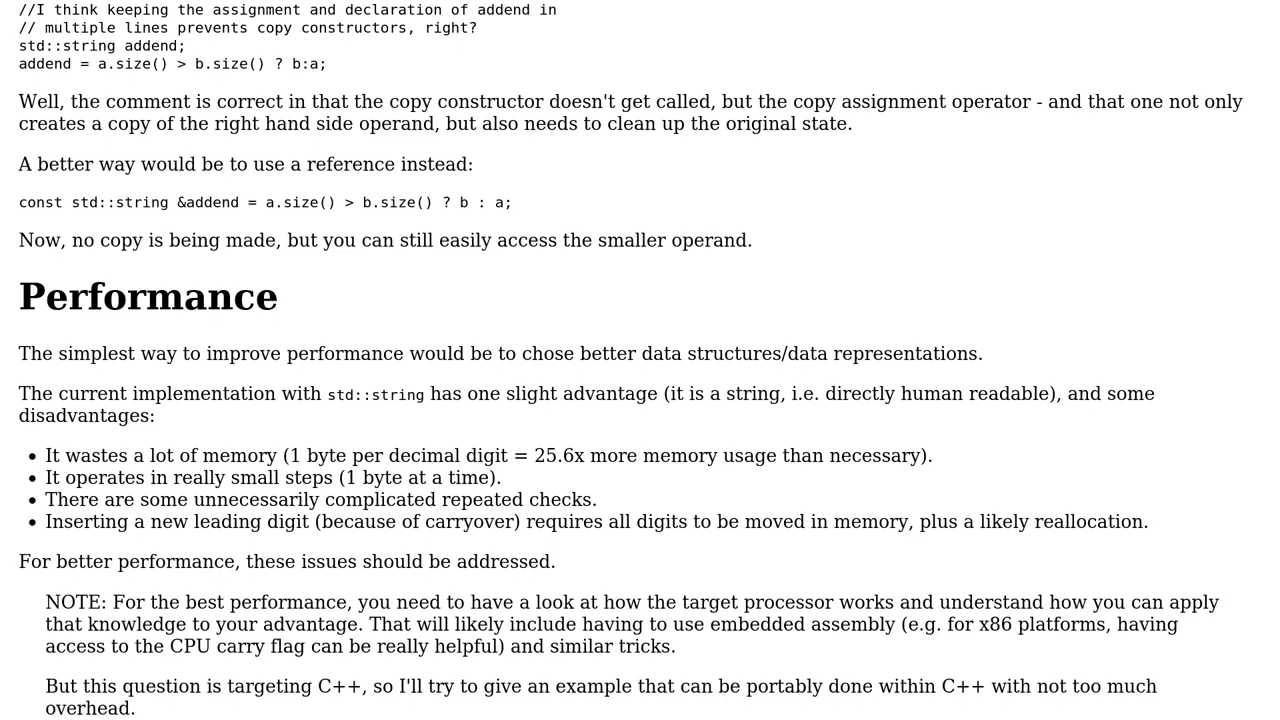 //I think keeping the assignment and declaration of addend in
// multiple lines prevents copy constructors, right?
std::string addend;
addend = a.size() > b.size() ? b:a;
Well, the comment is correct in that the copy constructor doesn't get called, but the copy assignment operator - and that one not only
creates a copy of the right hand side operand, but also needs to clean up the original state.
A better way would be to use a reference instead:
const std::string &addend = a.size() > b.size() ? b : a;
Now, no copy is being made, but you can still easily access the smaller operand.
Performance
The simplest way to improve performance would be to chose better data structures/data representations.
The current implementation with std::string has one slight advantage (it is a string, i.e. directly human readable), and some
disadvantages:
• It wastes a lot of memory (1 byte per decimal digit = 25.6x more memory usage than necessary).
• It operates in really small steps (1 byte at a time).
• There are some unnecessarily complicated repeated checks.
• Inserting a new leading digit (because of carryover) requires all digits to be moved in memory, plus a likely reallocation.
For better performance, these issues should be addressed.
NOTE: For the best performance, you need to have a look at how the target processor works and understand how you can apply
that knowledge to your advantage. That will likely include having to use embedded assembly (e.g. for x86 platforms, having
access to the CPU carry flag can be really helpful) and similar tricks.
But this question is targeting C++, so I'll try to give an example that can be portably done within C++ with not too much
overhead.